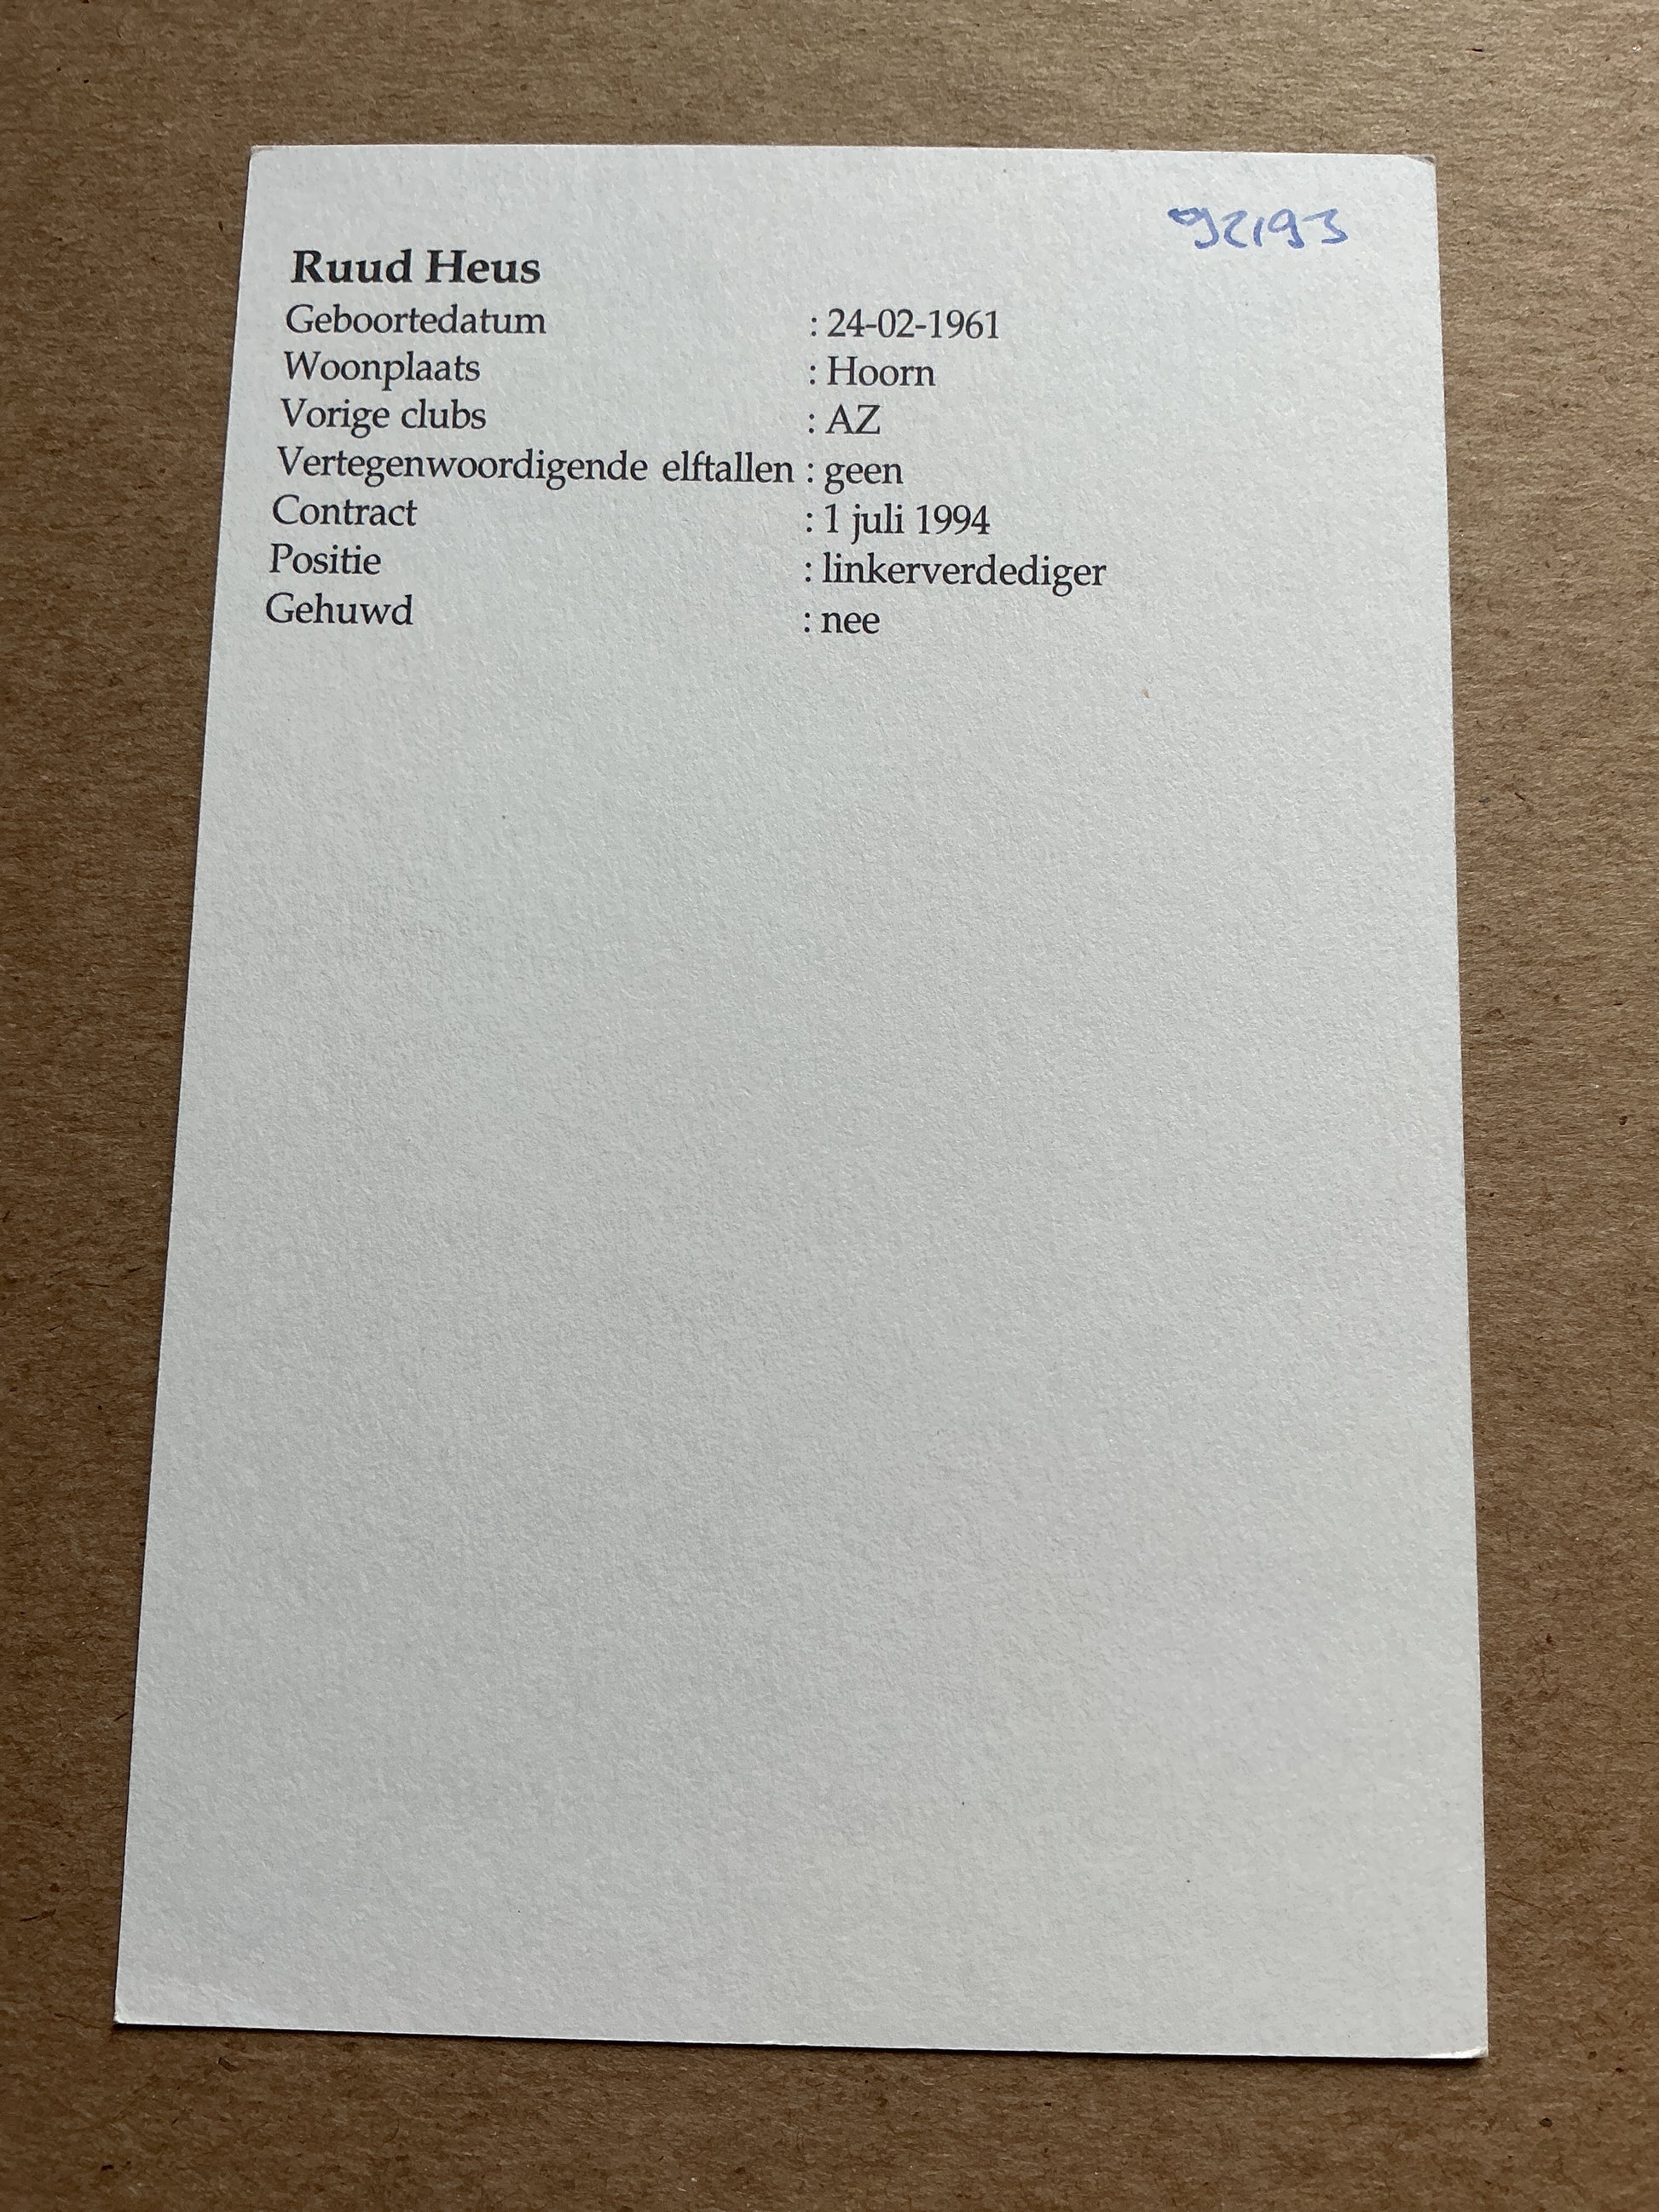 92/93
Ruud Heus
Geboortedatum : 24-02-1961
Woonplaats : Hoorn
Vorige clubs : AZ
Vertegenwoordigende elftallen : geen
Contract : 1 juli 1994
Positie : linkerverdediger
Gehuwd : nee